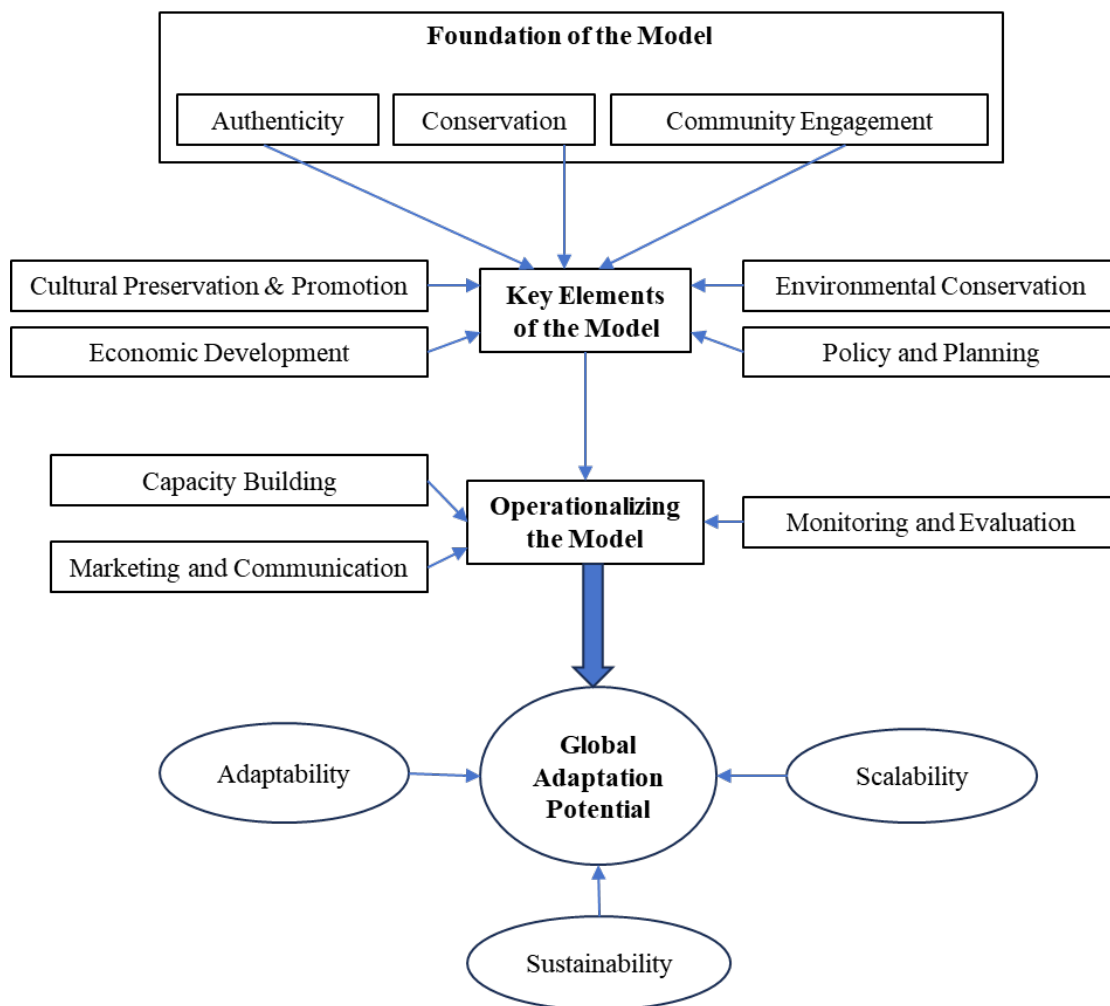 Foundation of the Model
Authenticity
Conservation
Community Engagement
Cultural Preservation & Promotion
Key Elements
of the Model
Environmental Conservation
Economic Development
Policy and Planning
Capacity Building
Operationalizing
the Model
Monitoring and Evaluation
Marketing and Communication
Adaptability
Global
Adaptation
Potential
Scalability
Sustainability